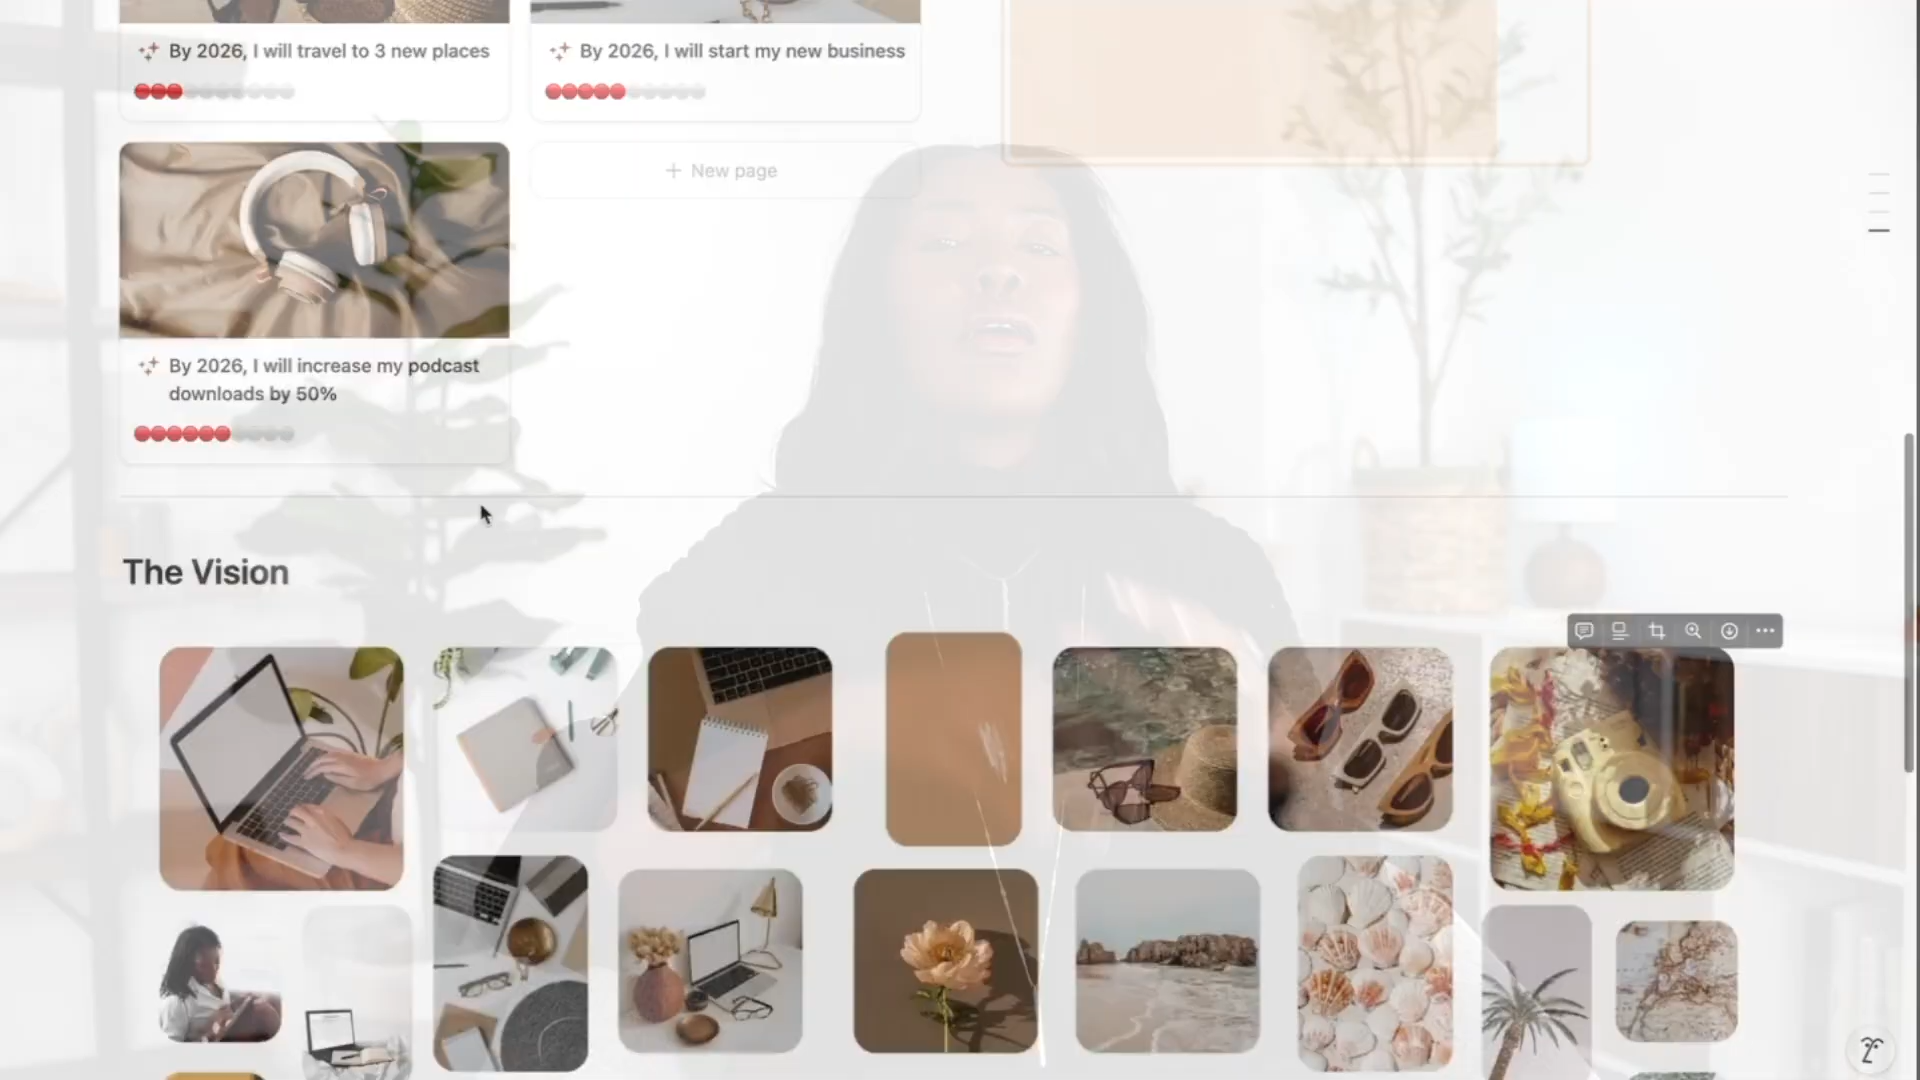 By 2026, I will travel to 3 new places
By 2026, I will start my new business
New page
By 2026, I will increase my podcast
downloads by 50%
The Vision